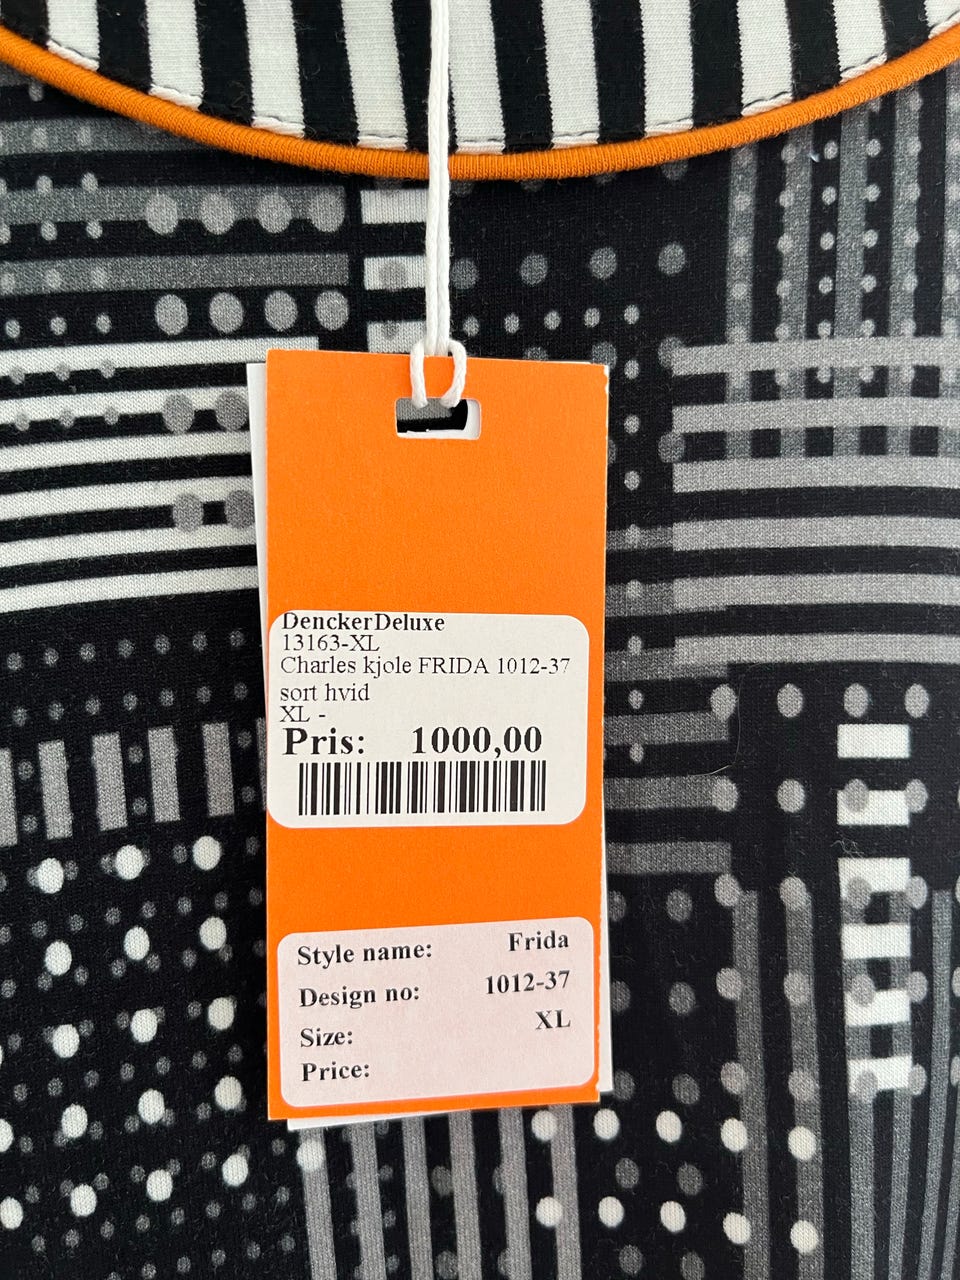 DenckerDeluxe
13163-XL
Charles kjole FRIDA 1012-37
sort hvid
XL -
Pris: 1000,00
Style name: Frida
Design no: 1012-37
Size: XL
Price: